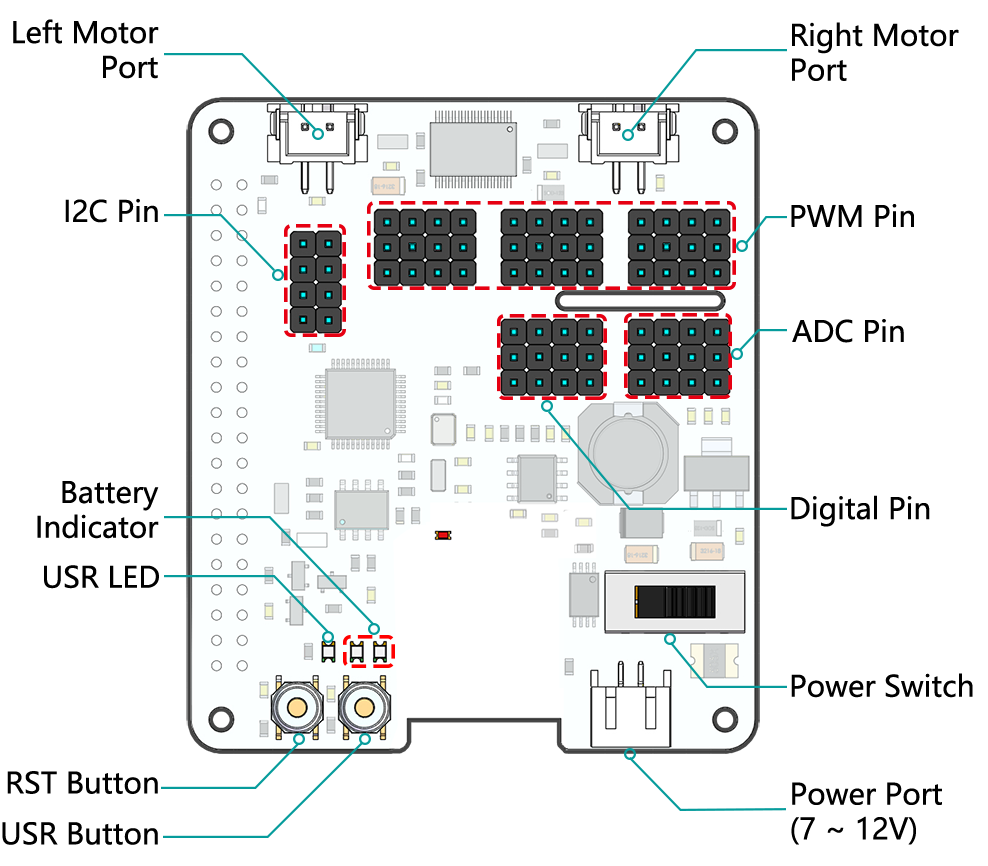 Left Motor
Port
Right Motor
Port
I2C Pin
PWM Pin
ADC Pin
Battery
Indicator
Digital Pin
USR LED
Power Switch
RST Button
Power Port
(7 ~ 12V)
USR Button